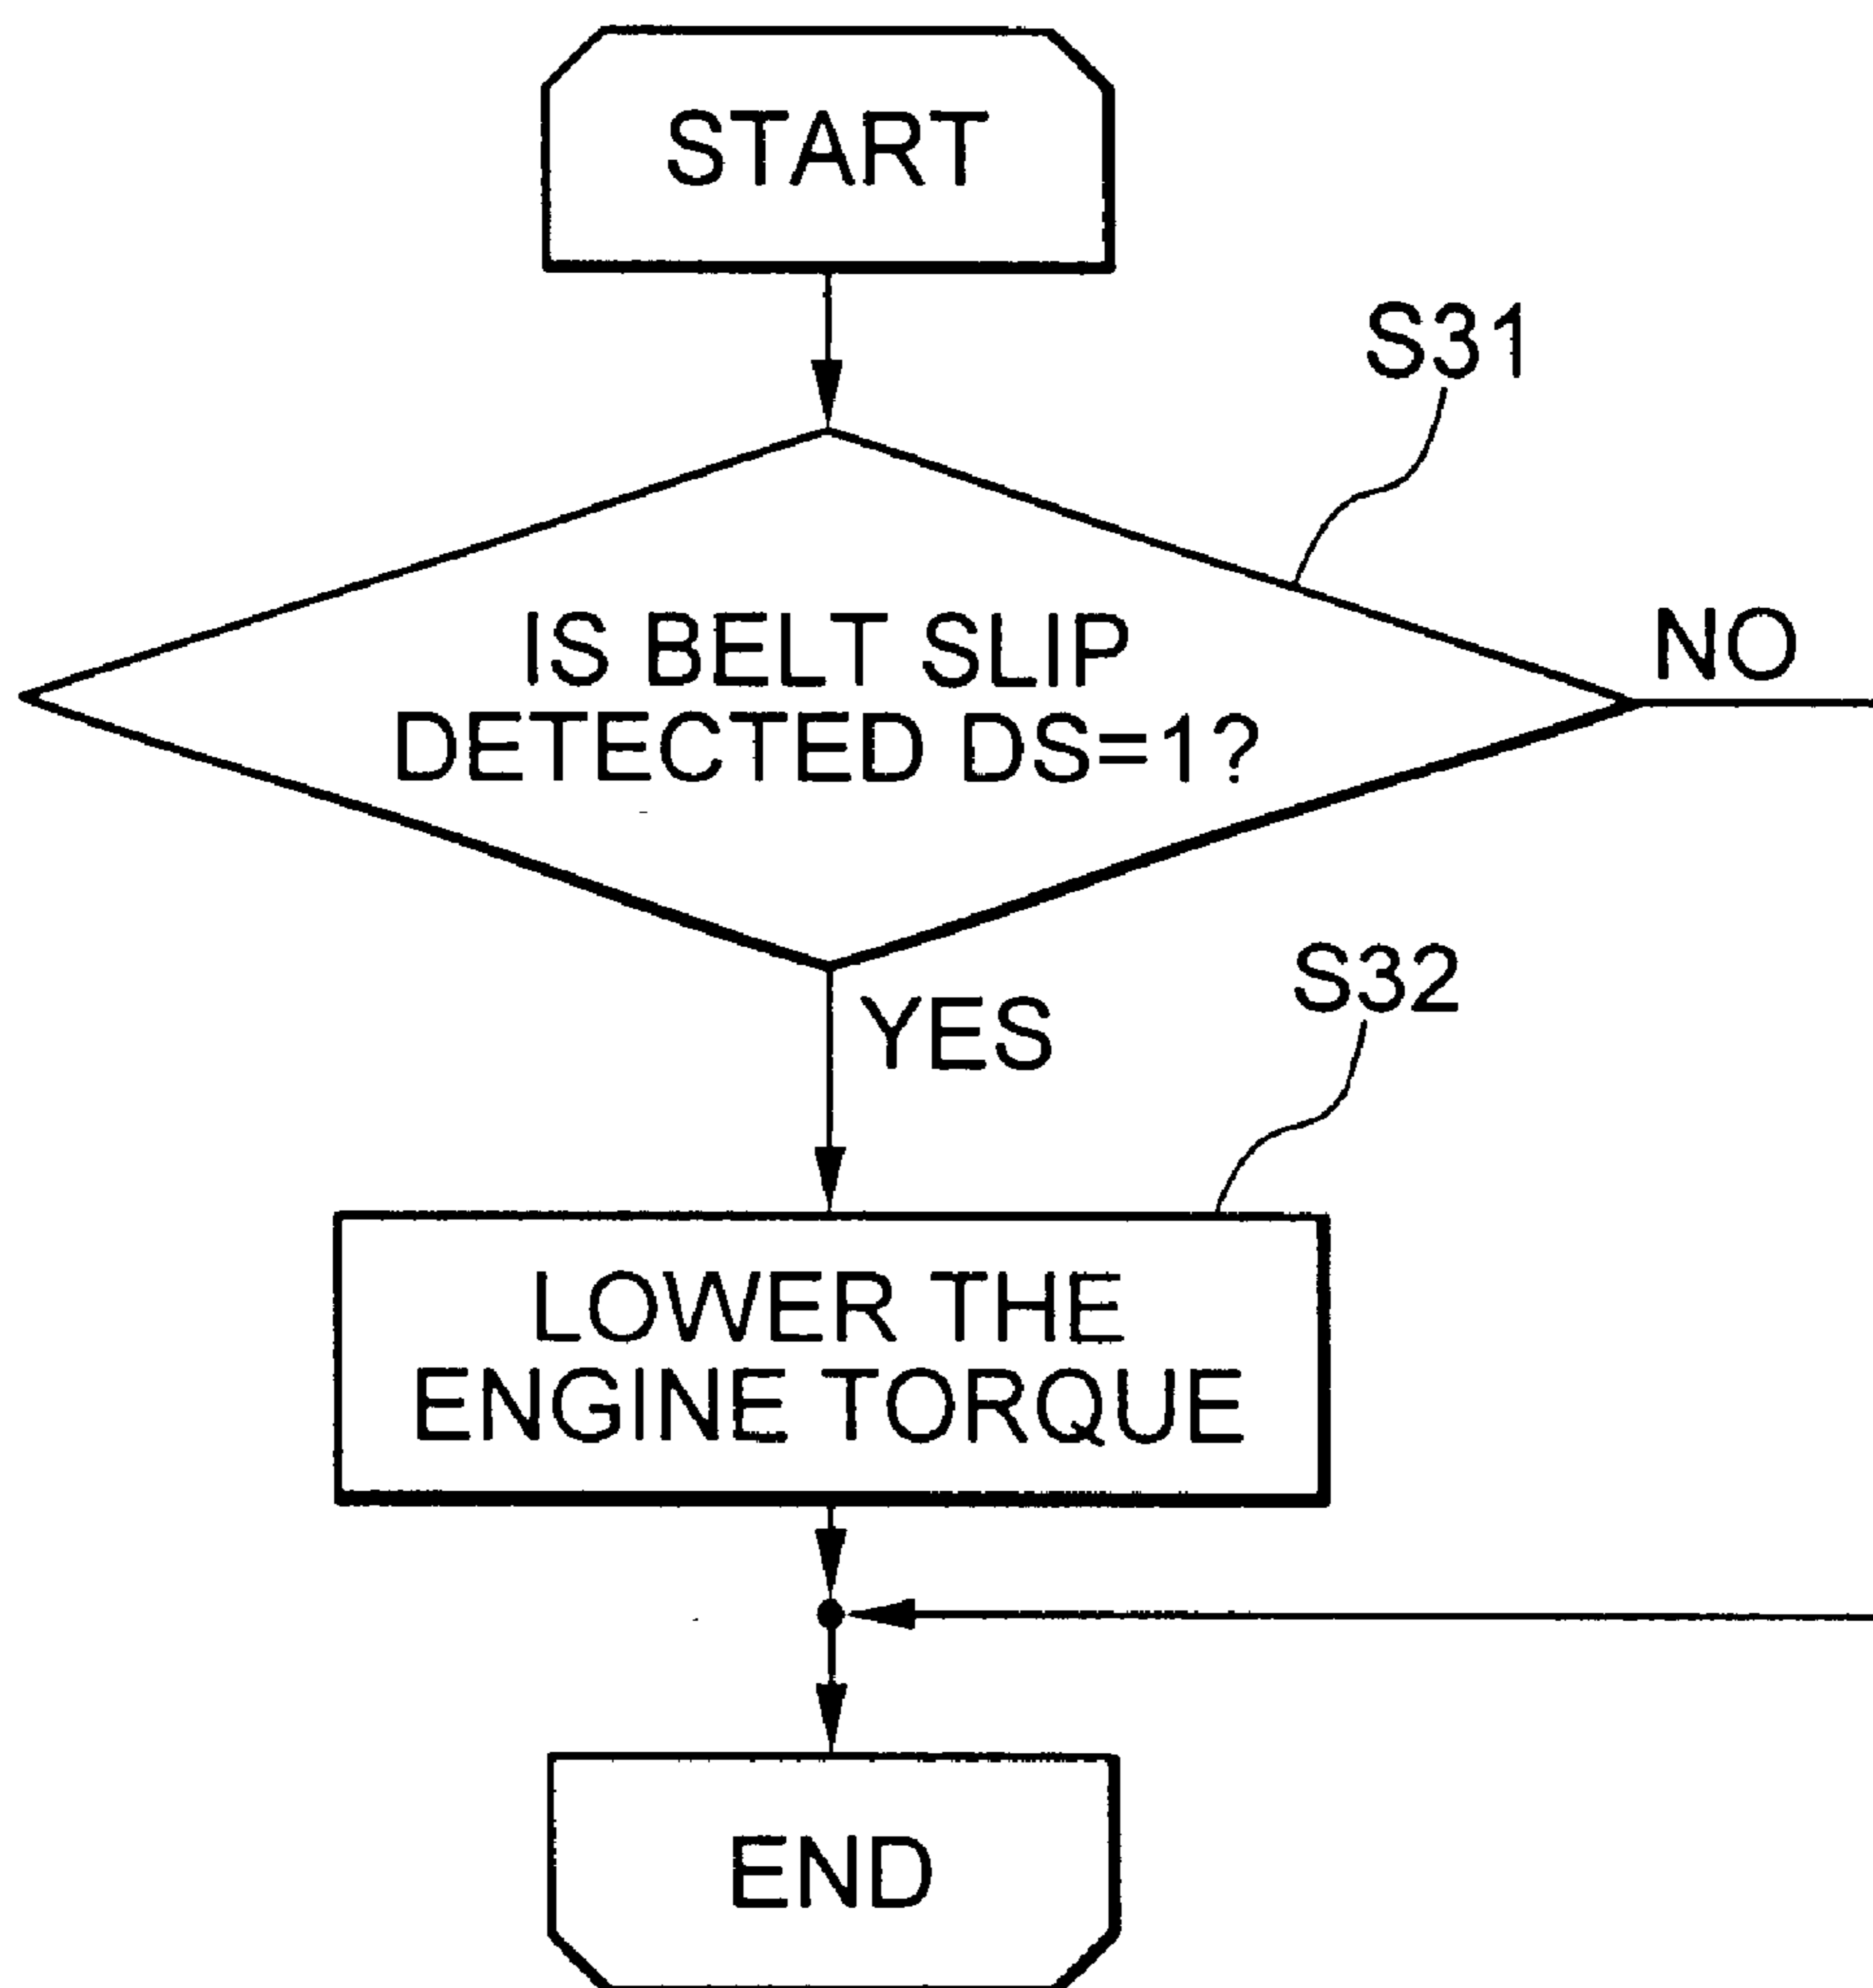 START
S31
IS BELT SLIP
DETECTED DS=1?
NO
YES
S32
LOWER THE
ENGINE TORQUE
END